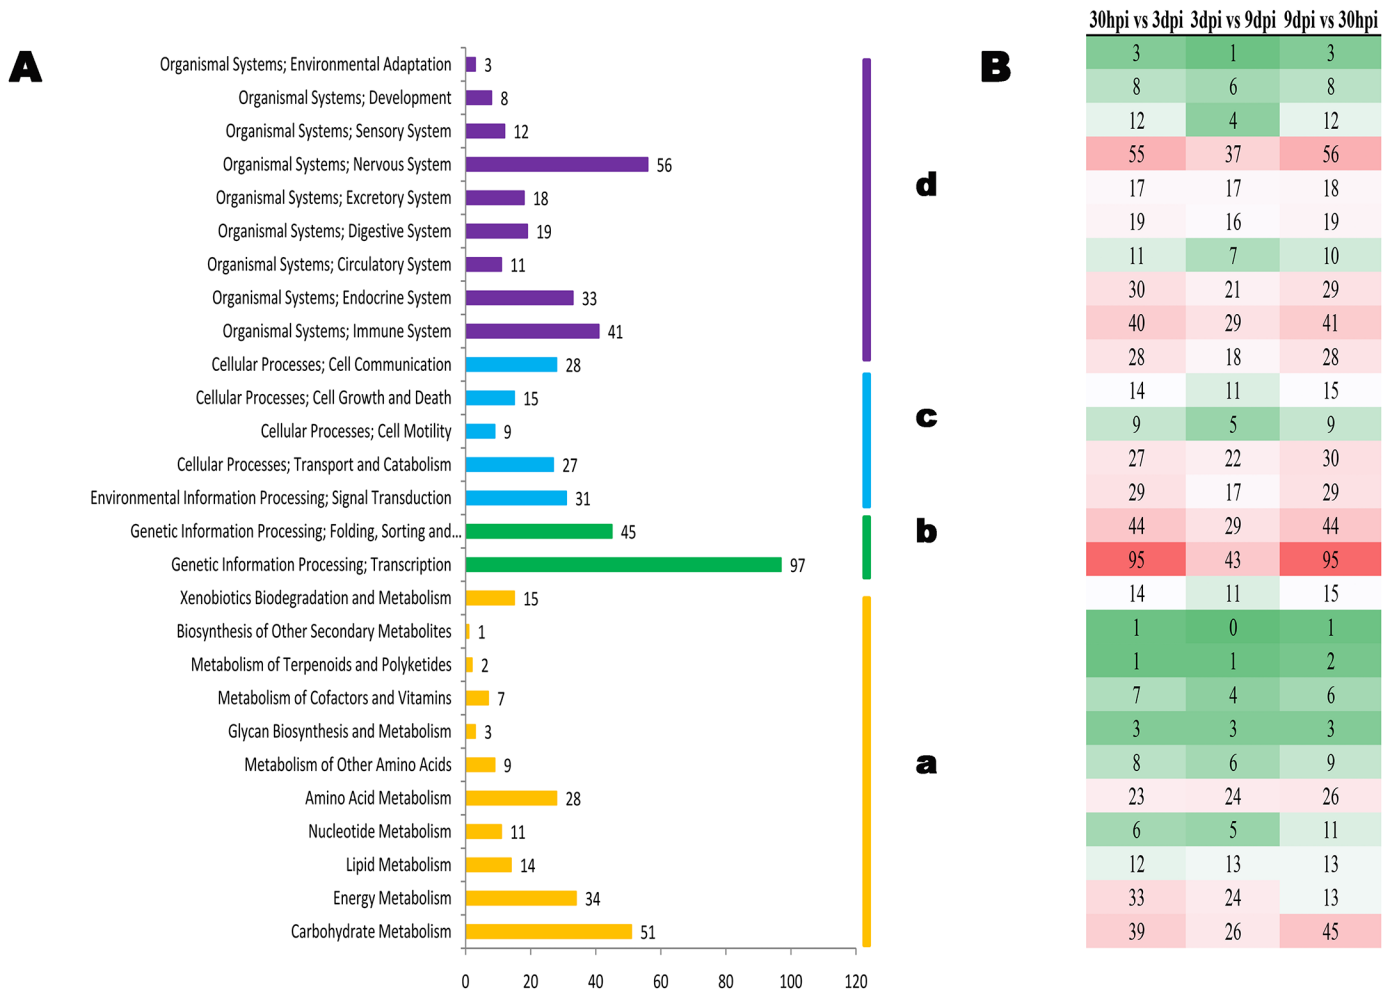 A
Organismal Systems; Environmental Adaptation 3
Organismal Systems; Development 8
Organismal Systems; Sensory System 12
Organismal Systems; Nervous System 56
Organismal Systems; Excretory System 18
Organismal Systems; Digestive System 19
Organismal Systems; Circulatory System 11
Organismal Systems; Endocrine System 33
Organismal Systems; Immune System 41
Cellular Processes; Cell Communication 28
Cellular Processes; Cell Growth and Death 15
Cellular Processes; Cell Motility 9
Cellular Processes; Transport and Catabolism 27
Environmental Information Processing; Signal Transduction 31
Genetic Information Processing; Folding, Sorting and... 45
Genetic Information Processing; Transcription 97
Xenobiotics Biodegradation and Metabolism 15
Biosynthesis of Other Secondary Metabolites 1
Metabolism of Terpenoids and Polyketides 2
Metabolism of Cofactors and Vitamins 7
Glycan Biosynthesis and Metabolism 3
Metabolism of Other Amino Acids 9
Amino Acid Metabolism 28
Nucleotide Metabolism 11
Lipid Metabolism 14
Energy Metabolism 34
Carbohydrate Metabolism 51
0 20 40 60 80 100 120
d
c
b
a
B
30hpi vs 3dpi 3dpi vs 9dpi 9dpi vs 30hpi
3 1 3
8 6 8
12 4 12
55 37 56
17 17 18
19 16 19
11 7 10
30 21 29
40 29 41
28 18 28
14 11 15
9 5 9
27 22 30
29 17 29
44 29 44
95 43 95
14 11 15
1 0 1
1 1 2
7 4 6
3 3 3
8 6 9
23 24 26
6 5 11
12 13 13
33 24 13
39 26 45